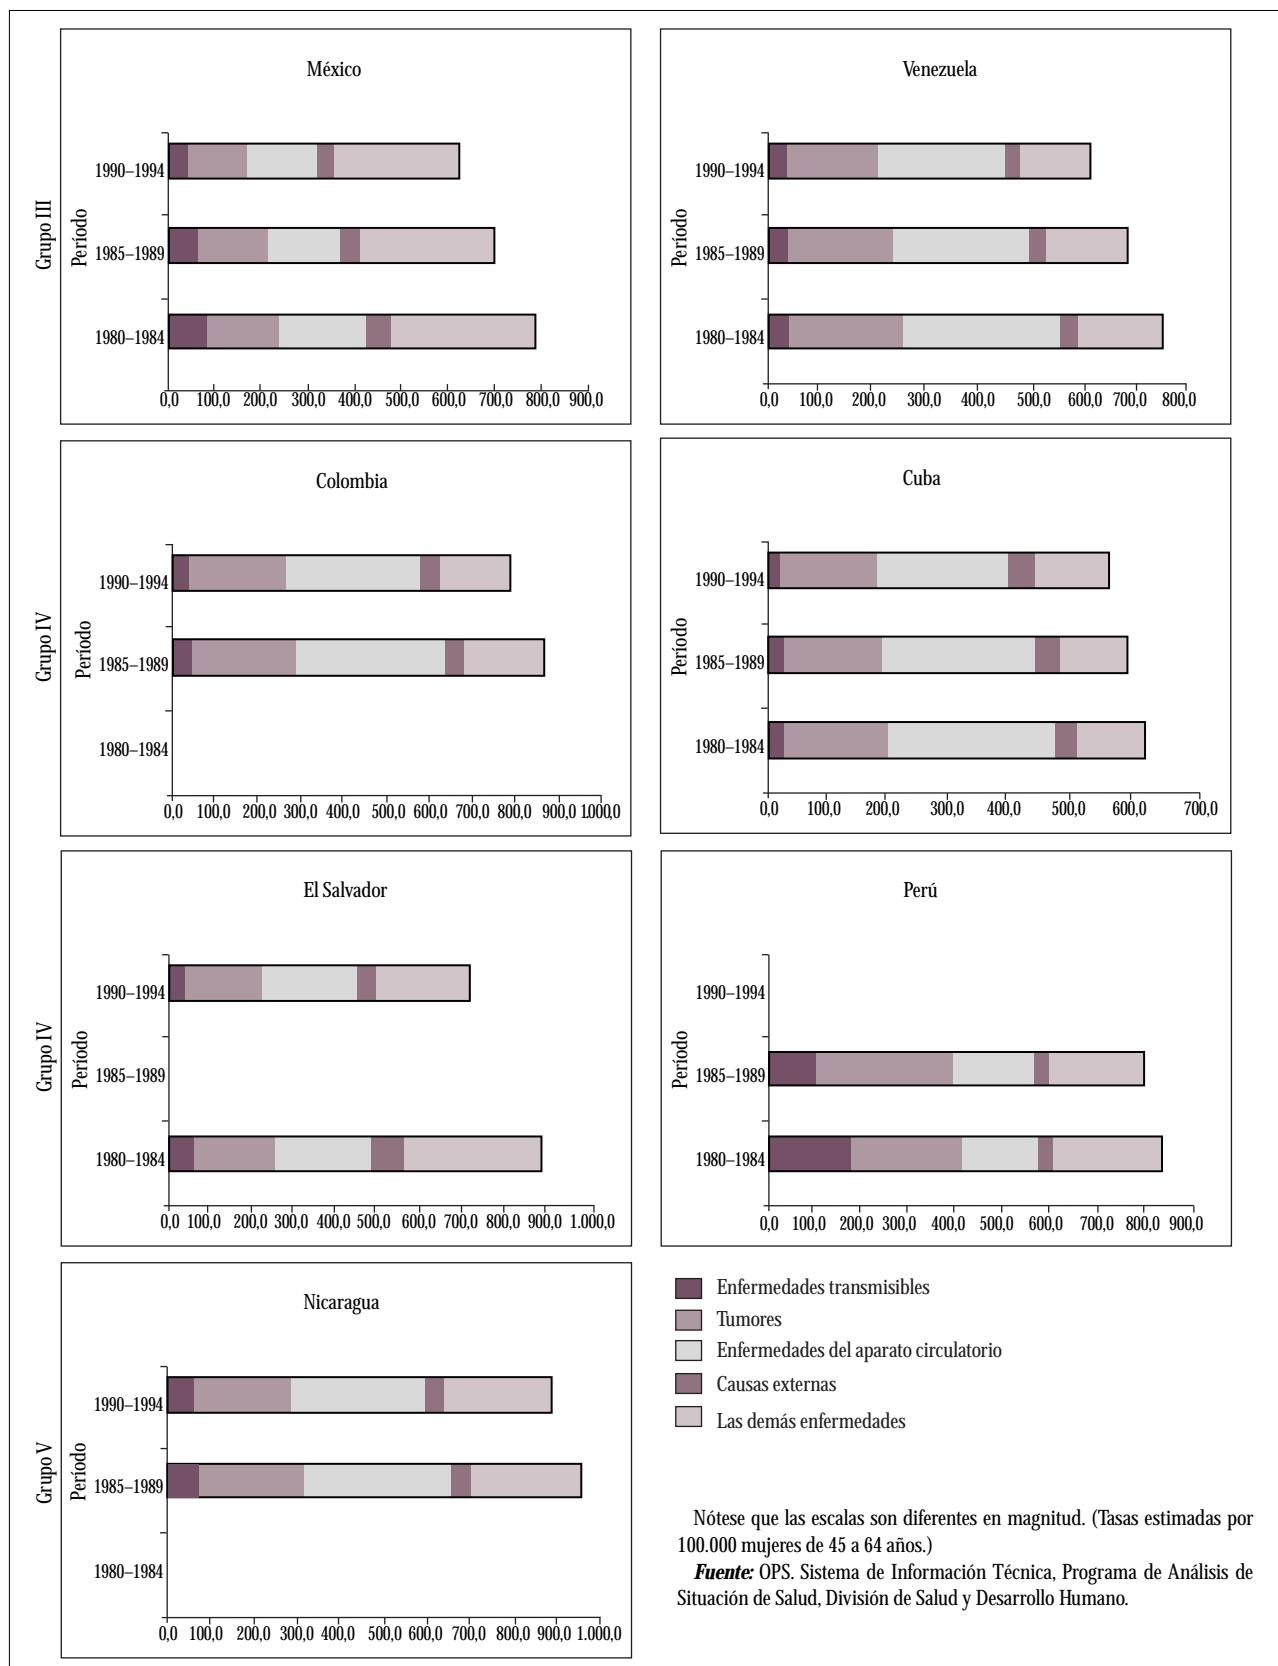 Grupo III
México
Período
1990–1994
1985–1989
1980–1984
0,0 100,0 200,0 300,0 400,0 500,0 600,0 700,0 800,0 900,0
Venezuela
Período
1990–1994
1985–1989
1980–1984
0,0 100,0 200,0 300,0 400,0 500,0 600,0 700,0 800,0
Grupo IV
Colombia
Período
1990–1994
1985–1989
1980–1984
0,0 100,0 200,0 300,0 400,0 500,0 600,0 700,0 800,0 900,0 1.000,0
Cuba
Período
1990–1994
1985–1989
1980–1984
0,0 100,0 200,0 300,0 400,0 500,0 600,0 700,0
Grupo IV
El Salvador
Período
1990–1994
1985–1989
1980–1984
0,0 100,0 200,0 300,0 400,0 500,0 600,0 700,0 800,0 900,0 1.000,0
Perú
Período
1990–1994
1985–1989
1980–1984
0,0 100,0 200,0 300,0 400,0 500,0 600,0 700,0 800,0 900,0
Grupo V
Nicaragua
Período
1990–1994
1985–1989
1980–1984
0,0 100,0 200,0 300,0 400,0 500,0 600,0 700,0 800,0 900,0 1.000,0
Enfermedades transmisibles
Tumores
Enfermedades del aparato circulatorio
Causas externas
Las demás enfermedades
Nótese que las escalas son diferentes en magnitud. (Tasas estimadas por
100.000 mujeres de 45 a 64 años.)
Fuente: OPS. Sistema de Información Técnica, Programa de Análisis de
Situación de Salud, División de Salud y Desarrollo Humano.